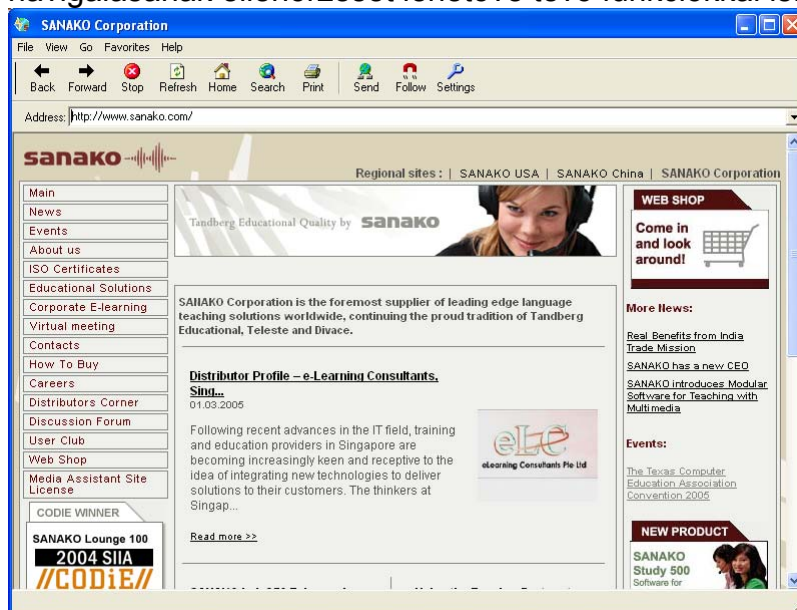 SANAKO Corporation
File View Go Favorites Help
Back Forward Stop Refresh Home Search Print Send Follow Settings
Address: http://www.sanako.com/
sanako
Regional sites : | SANAKO USA | SANAKO China | SANAKO Corporation
Main
News
Events
About us
ISO Certificates
Educational Solutions
Corporate E-learning
Virtual meeting
Contacts
How To Buy
Careers
Distributors Corner
Discussion Forum
User Club
Web Shop
Media Assistant Site
License
CODIE WINNER
SANAKO Lounge 100
2004 SIIA
//CODiE//
Tandberg Educational Quality by sanako
SANAKO Corporation is the foremost supplier of leading edge language
teaching solutions worldwide, continuing the proud tradition of Tandberg
Educational, Teleste and Divace.
Distributor Profile – e-Learning Consultants,
Sing...
01.03.2005
Following recent advances in the IT field, training
and education providers in Singapore are
becoming increasingly keen and receptive to the
idea of integrating new technologies to deliver
solutions to their customers. The thinkers at
Singap...
eLC
eLearning Consultants Pte Ltd
Read more >>
WEB SHOP
Come in
and look
around!
More News:
Real Benefits from India
Trade Mission
SANAKO has a new CEO
SANAKO introduces Modular
Software for Teaching with
Multimedia
Events:
The Texas Computer
Education Association
Convention 2005
NEW PRODUCT
SANAKO
Study 500
Software for